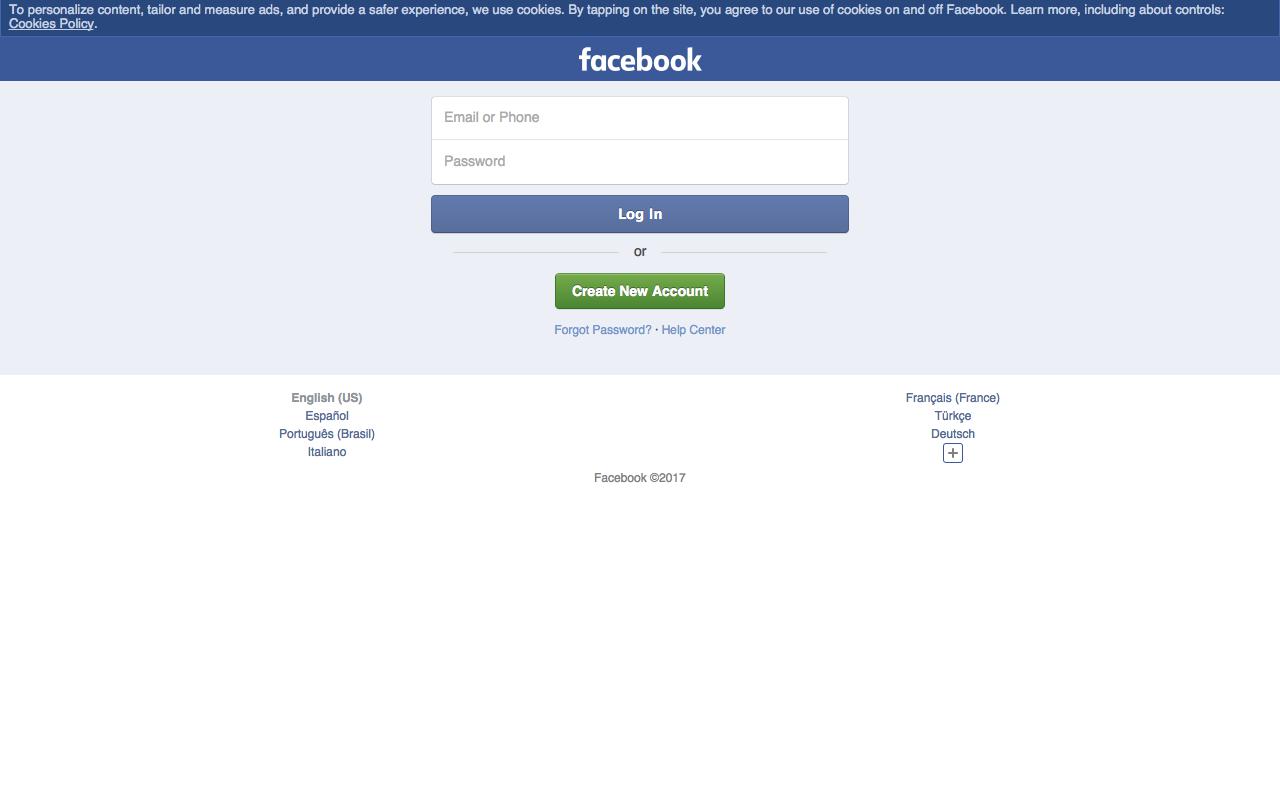 To personalize content, tailor and measure ads, and provide a safer experience, we use cookies. By tapping on the site, you agree to our use of cookies on and off Facebook. Learn more, including about controls:
Cookies Policy.
facebook
Email or Phone
Password
Log In
or
Create New Account
Forgot Password? · Help Center
English (US)
Español
Português (Brasil)
Italiano
Français (France)
Türkçe
Deutsch
Facebook ©2017